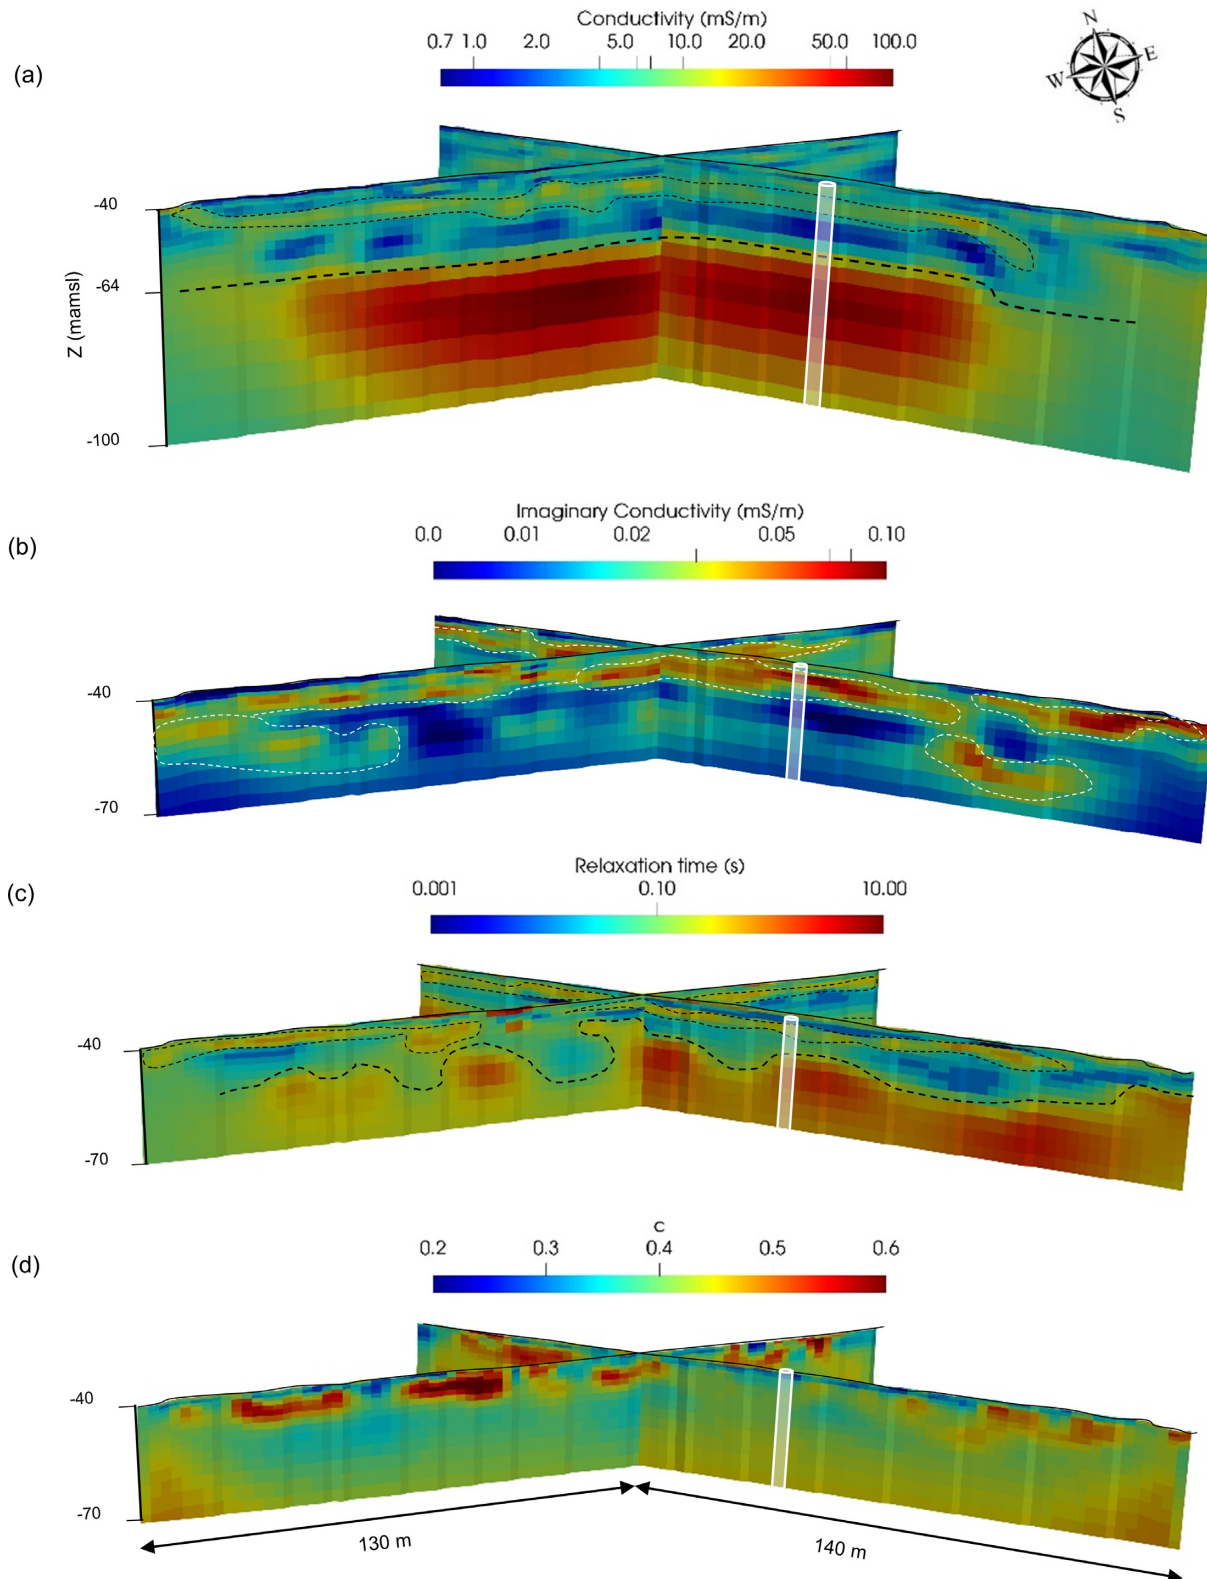 Conductivity (mS/m)
0.7 1.0 2.0 5.0 10.0 20.0 50.0 100.0
(a)
N
E
W
S
-40
-64
Z (mamsl)
-100
Imaginary Conductivity (mS/m)
0.0 0.01 0.02 0.05 0.10
(b)
-40
-70
Relaxation time (s)
0.001 0.10 10.00
(c)
-40
-70
c
0.2 0.3 0.4 0.5 0.6
(d)
-40
-70
130 m
140 m